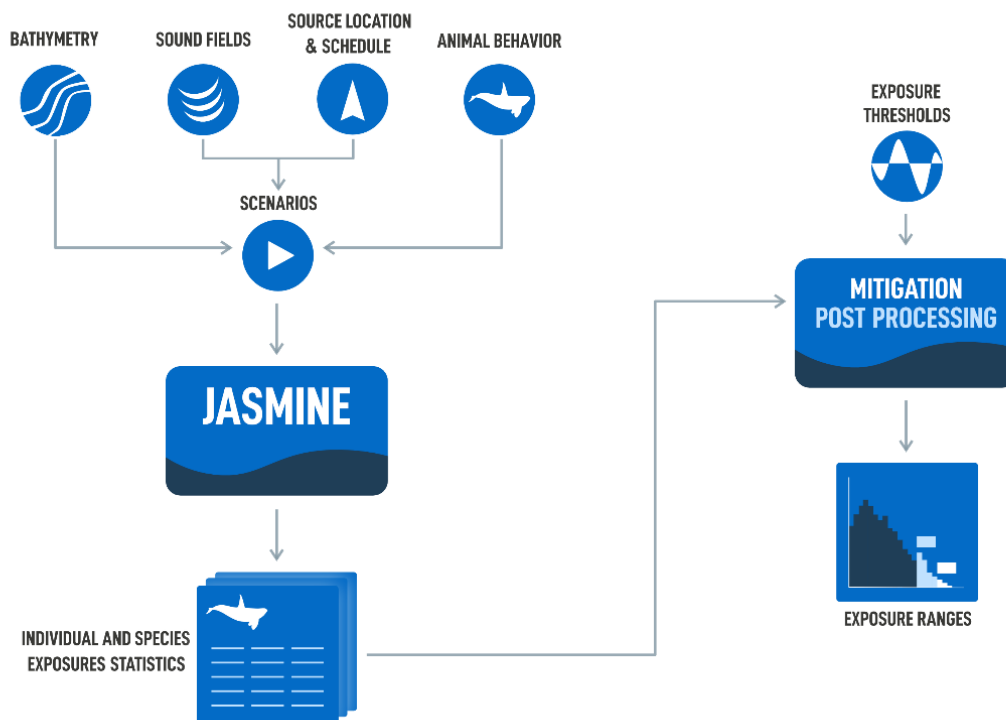 BATHYMETRY
SOUND FIELDS
SOURCE LOCATION
& SCHEDULE
ANIMAL BEHAVIOR
EXPOSURE
THRESHOLDS
SCENARIOS
MITIGATION
POST PROCESSING
JASMINE
INDIVIDUAL AND SPECIES
EXPOSURES STATISTICS
EXPOSURE RANGES